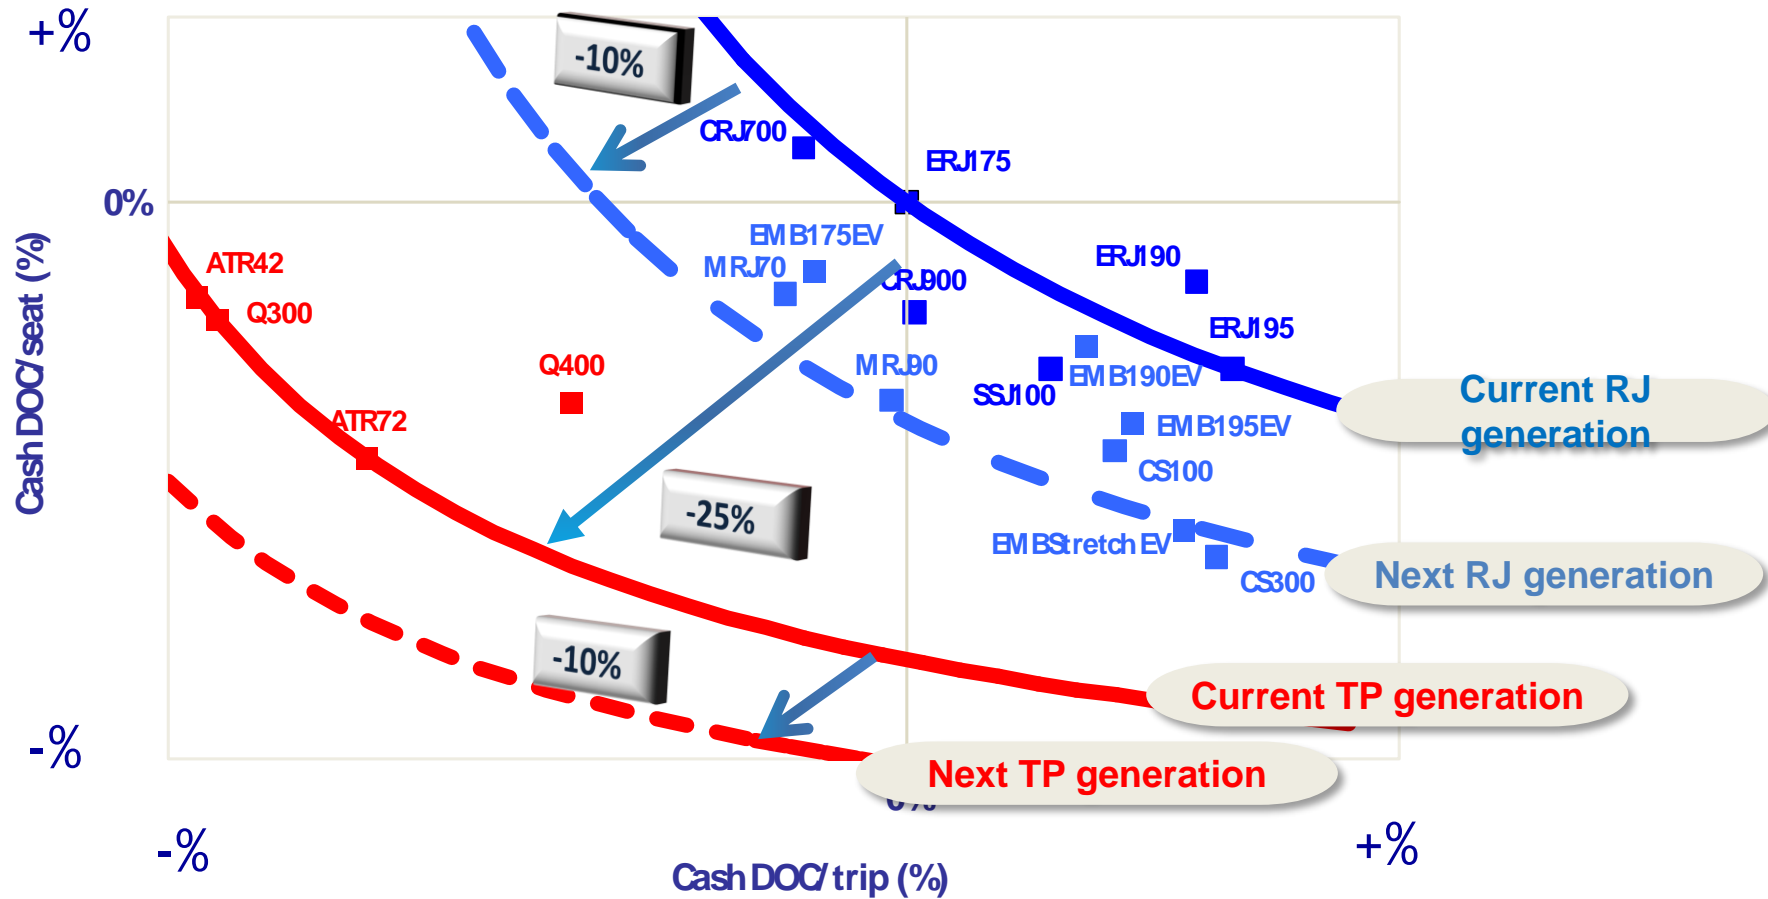 +%
-10%
CRJ700
ERJ175
0%
EMB175EV
ATR42
MRJ70
ERJ190
CRJ900
Q300
ERJ195
Q400
MRJ90
EMB190EV
SSJ100
Current RJ
generation
ATR72
EMB195EV
CS100
-25%
EMBStretch EV
CS300
Next RJ generation
Cash DOC/seat (%)
-10%
Current TP generation
-%
Next TP generation
0%
-%
+%
Cash DOC/trip (%)